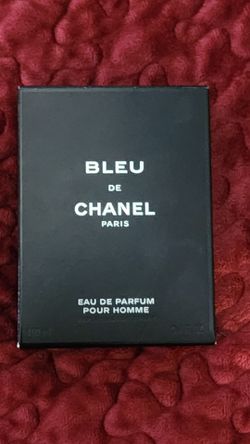 BLEU
DE
CHANEL
PARIS
EAU DE PARFUM
POUR HOMME